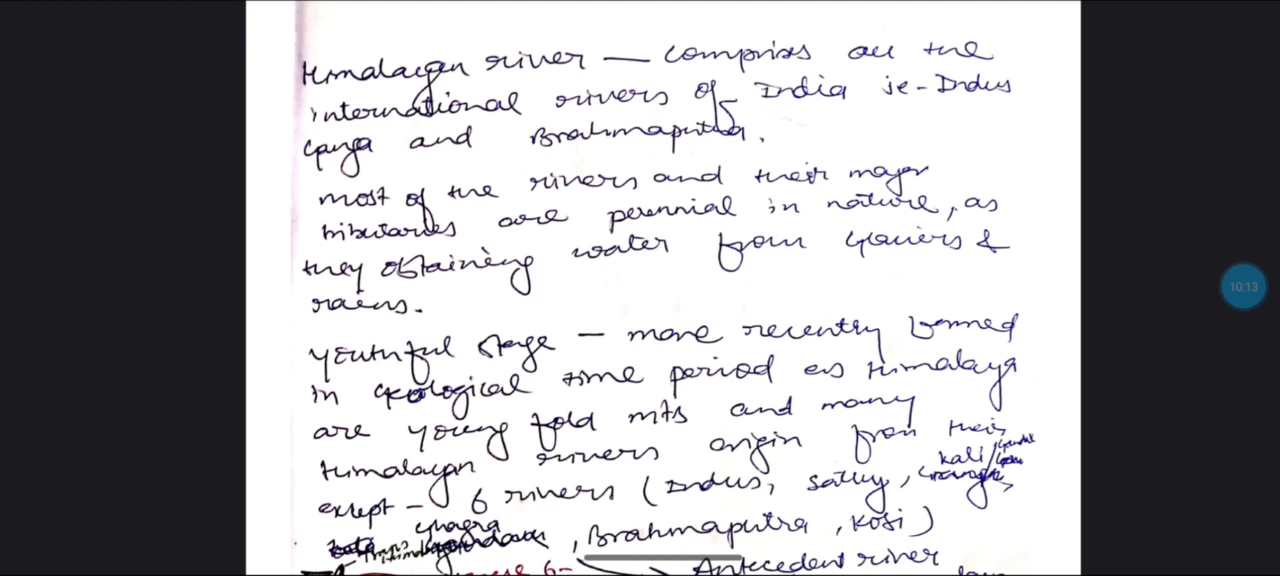 Himalayan river — comprises all the
international rivers of India ie - Indus
Ganga and Brahmaputra.
most of the rivers and their major
tributaries are perennial in nature, as
they obtaining water from Glaciers &
rains.
Youthful stage — more recently formed
in Geological time period as Himalaya
are young fold mts and many
Himalayan rivers origin from their
except - 6 rivers (Indus, Satluj, kali/
Ghagra, Brahmaputra, Kosi)
Antecedent river
10:13